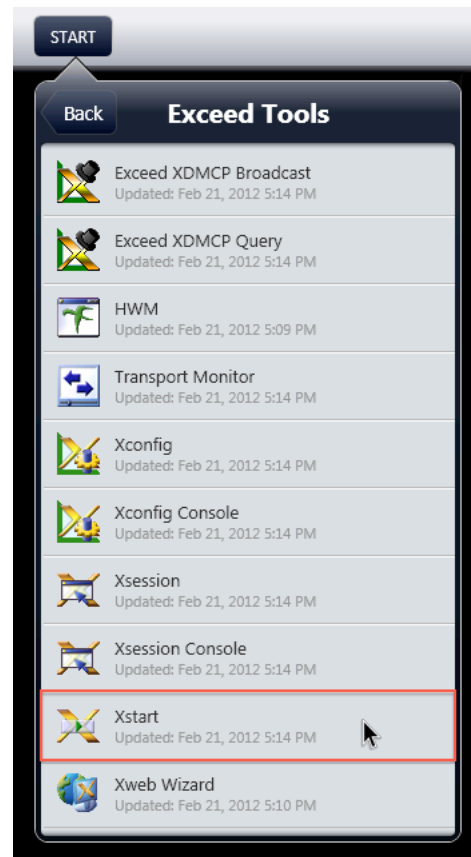 START
Back
Exceed Tools
Exceed XDMCP Broadcast
Updated: Feb 21, 2012 5:14 PM
Exceed XDMCP Query
Updated: Feb 21, 2012 5:14 PM
HWM
Updated: Feb 21, 2012 5:09 PM
Transport Monitor
Updated: Feb 21, 2012 5:14 PM
Xconfig
Updated: Feb 21, 2012 5:14 PM
Xconfig Console
Updated: Feb 21, 2012 5:14 PM
Xsession
Updated: Feb 21, 2012 5:14 PM
Xsession Console
Updated: Feb 21, 2012 5:14 PM
Xstart
Updated: Feb 21, 2012 5:14 PM
Xweb Wizard
Updated: Feb 21, 2012 5:10 PM